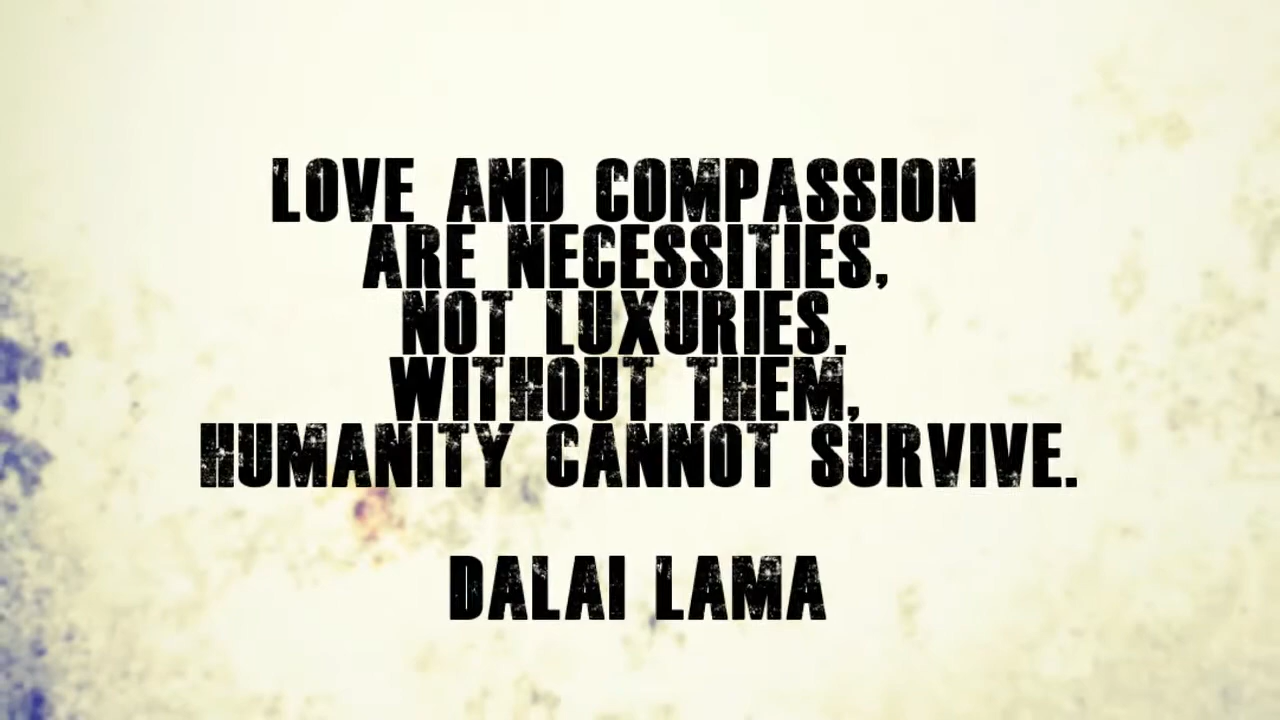 LOVE AND COMPASSION
ARE NECESSITIES,
NOT LUXURIES.
WITHOUT THEM,
HUMANITY CANNOT SURVIVE.
DALAI LAMA